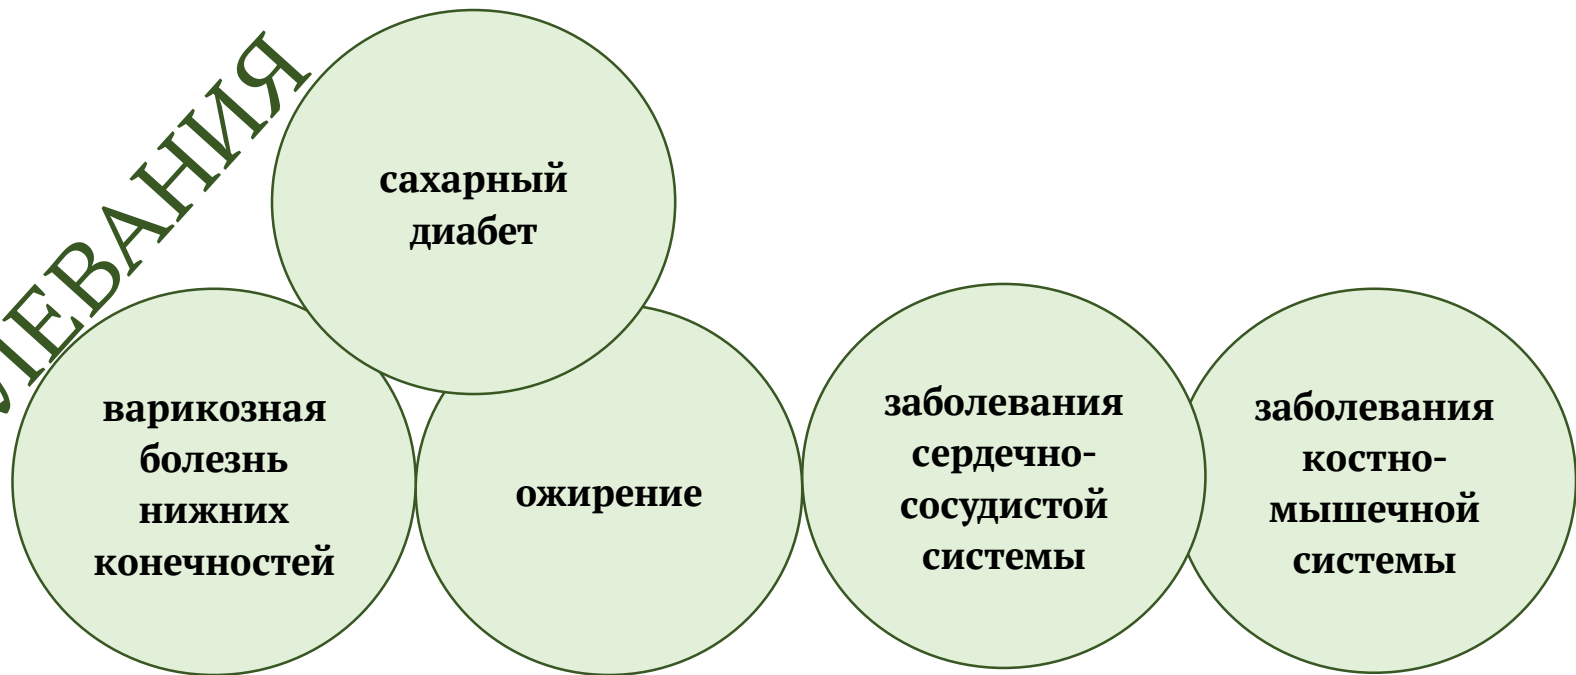 ЛЕВАНИЯ
сахарный
диабет
варикозная
болезнь
нижних
конечностей
ожирение
заболевания
сердечно-
сосудистой
системы
заболевания
костно-
мышечной
системы